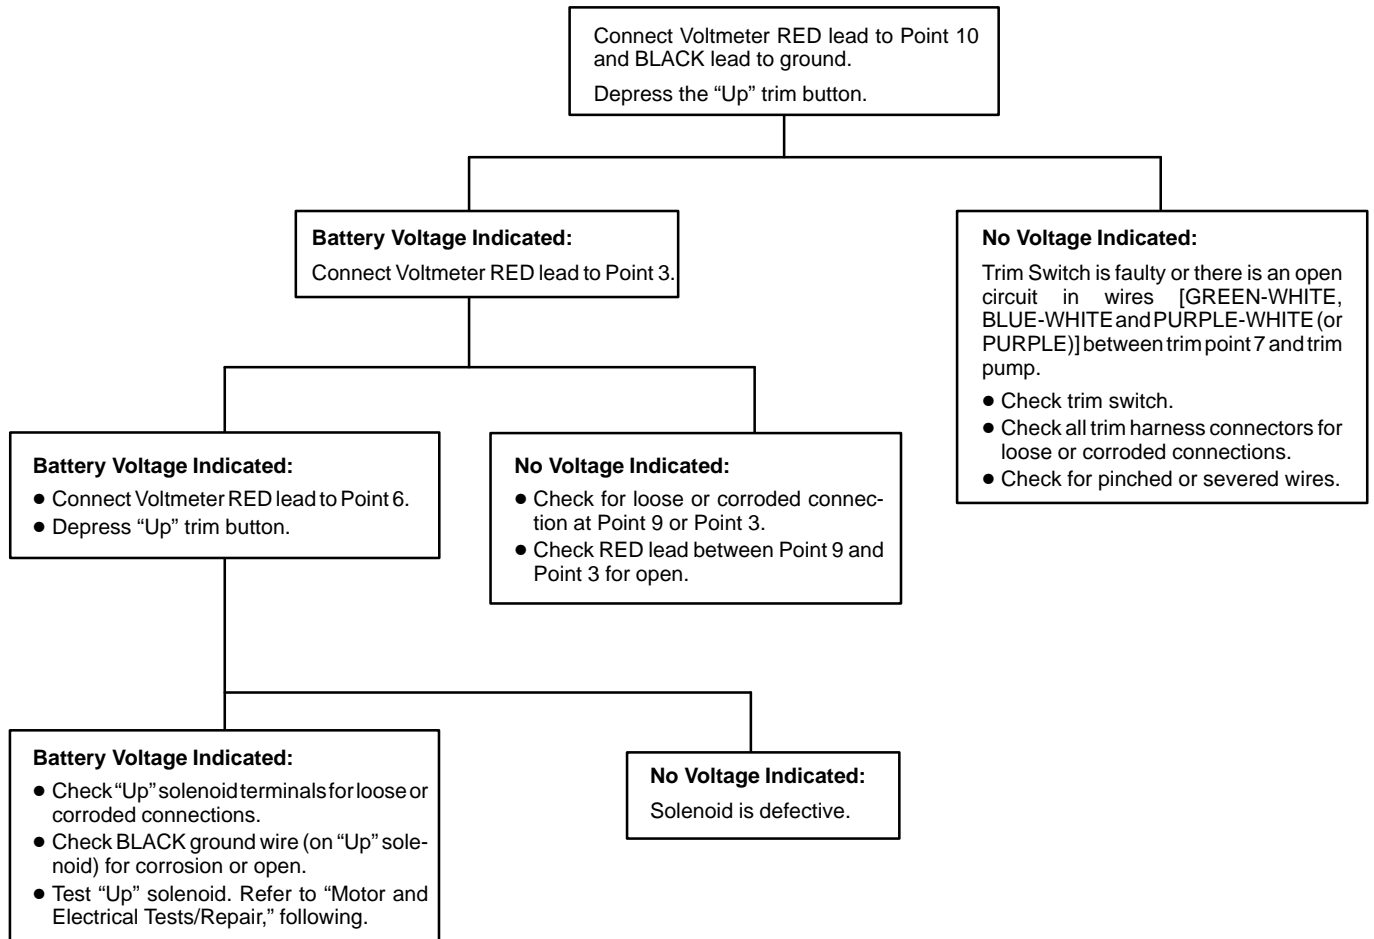 Connect Voltmeter RED lead to Point 10
and BLACK lead to ground.
Depress the “Up” trim button.
Battery Voltage Indicated:
Connect Voltmeter RED lead to Point 3.
No Voltage Indicated:
Trim Switch is faulty or there is an open
circuit in wires [GREEN-WHITE,
BLUE-WHITE and PURPLE-WHITE (or
PURPLE)] between trim point 7 and trim
pump.
● Check trim switch.
● Check all trim harness connectors for
loose or corroded connections.
● Check for pinched or severed wires.
Battery Voltage Indicated:
● Connect Voltmeter RED lead to Point 6.
● Depress “Up” trim button.
No Voltage Indicated:
● Check for loose or corroded connec-
tion at Point 9 or Point 3.
● Check RED lead between Point 9 and
Point 3 for open.
Battery Voltage Indicated:
● Check “Up” solenoid terminals for loose or
corroded connections.
● Check BLACK ground wire (on “Up” sole-
noid) for corrosion or open.
● Test “Up” solenoid. Refer to “Motor and
Electrical Tests/Repair,” following.
No Voltage Indicated:
Solenoid is defective.